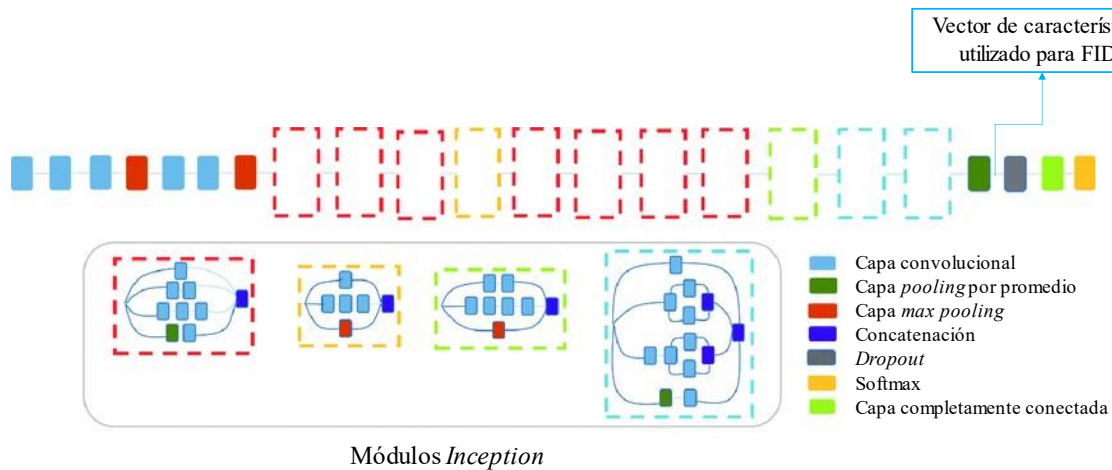 Vector de caracterís
utilizado para FID
Capa convolucional
Capa pooling por promedio
Capa max pooling
Concatenación
Dropout
Softmax
Capa completamente conectada
Módulos Inception